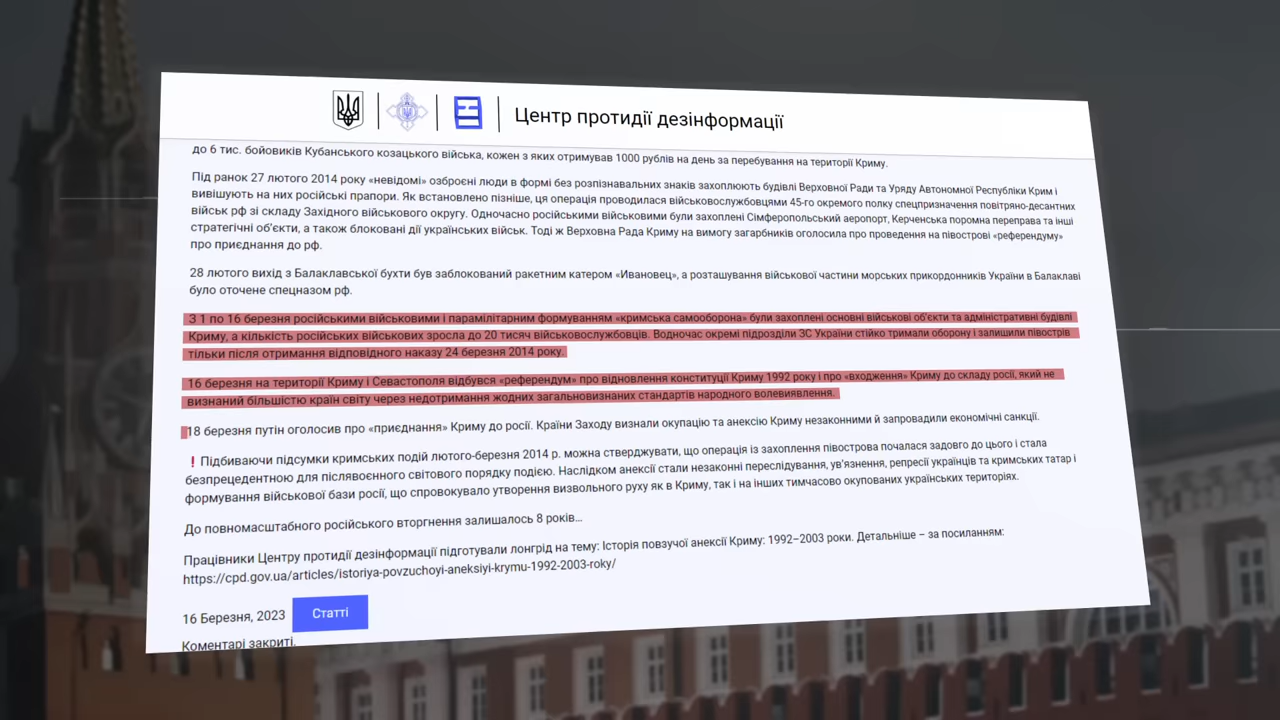 Центр протидії дезінформації
до 6 тис. бойовиків Кубанського козацького війська, кожен з яких отримував 1000 рублів на день за перебування на території Криму.
Під ранок 27 лютого 2014 року «невідомі» озброєні люди в формі без розпізнавальних знаків захоплюють будівлі Верховної Ради та Уряду Автономної Республіки Крим і
вивішують на них російські прапори. Як встановлено пізніше, ця операція проводилася військовослужбовцями 45-го окремого полку спецпризначення повітряно-десантних
військ рф зі складу Західного військового округу. Одночасно російськими військовими були захоплені Сімферопольський аеропорт, Керченська поромна переправа та інші
стратегічні об'єкти, а також блоковані дії українських військ. Тоді ж Верховна Рада Криму на вимогу загарбників оголосила про проведення на півострові «референдуму»
про приєднання до рф.
28 лютого вихід з Балаклавської бухти був заблокований ракетним катером «Ивановец», а розташування військової частини морських прикордонників України в Балаклаві
було оточене спецназом рф.
З 1 по 16 березня російськими військовими і парамілітарним формуванням «кримська самооборона» були захоплені основні військові об'єкти та адміністративні будівлі
Криму, а кількість російських військових зросла до 20 тисяч військовослужбовців. Водночас окремі підрозділи ЗС України стійко тримали оборону і залишили півострів
тільки після отримання відповідного наказу 24 березня 2014 року.
16 березня на території Криму і Севастополя відбувся «референдум» про відновлення конституції Криму 1992 року і про «входження» Криму до складу росії, який не
визнаний більшістю країн світу через недотримання жодних загальновизнаних стандартів народного волевиявлення.
18 березня путін оголосив про «приєднання» Криму до росії. Країни Заходу визнали окупацію та анексію Криму незаконними й запровадили економічні санкції.
❗ Підбиваючи підсумки кримських подій лютого-березня 2014 р. можна стверджувати, що операція із захоплення півострова почалася задовго до цього і стала
безпрецедентною для післявоєнного світового порядку подією. Наслідком анексії стали незаконні переслідування, ув'язнення, репресії українців та кримських татар і
формування військової бази росії, що спровокувало утворення визвольного руху як в Криму, так і на інших тимчасово окупованих українських територіях.
До повномасштабного російського вторгнення залишалось 8 років…
Працівники Центру протидії дезінформації підготували лонгрід на тему: Історія повзучої анексії Криму: 1992–2003 роки. Детальніше – за посиланням:
https://cpd.gov.ua/articles/istoriya-povzuchoyi-aneksiyi-krymu-1992-2003-roky/
16 Березня, 2023 Статті
Коментарі закриті.